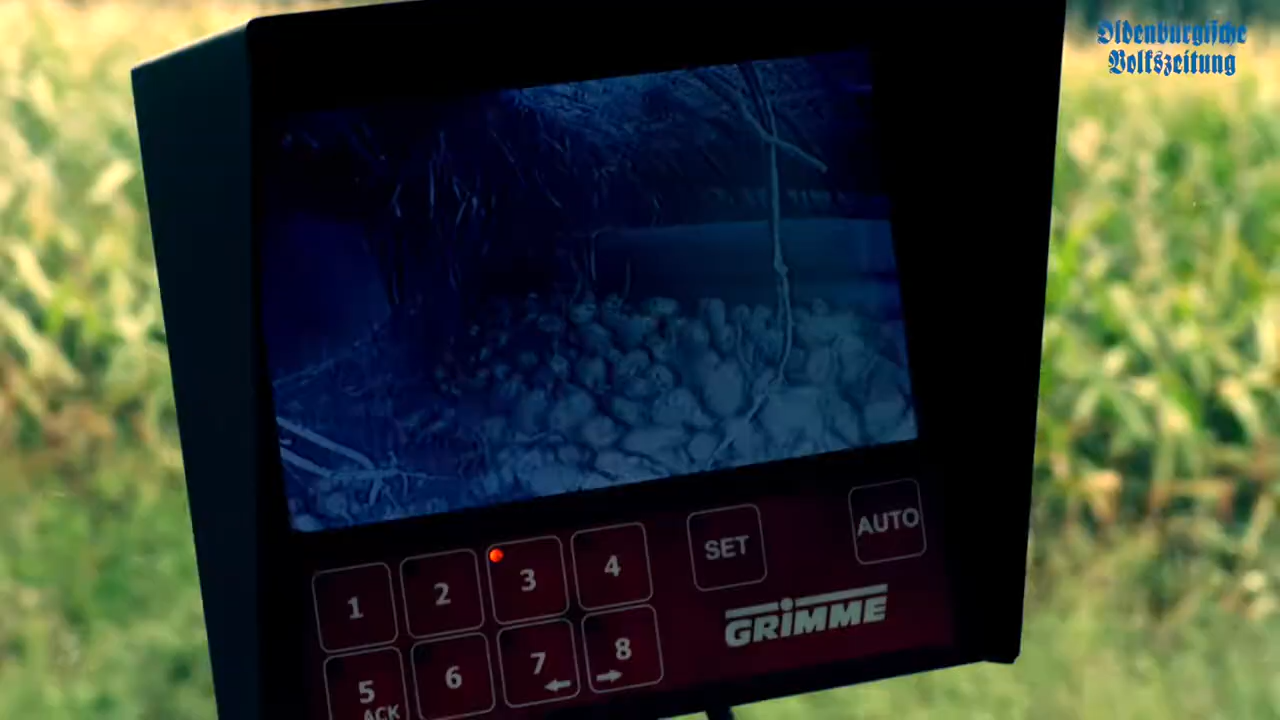 Oldenburgische
Volkszeitung
1 2 3 4 SET AUTO
GRIMME
5 6 7 8
ACK